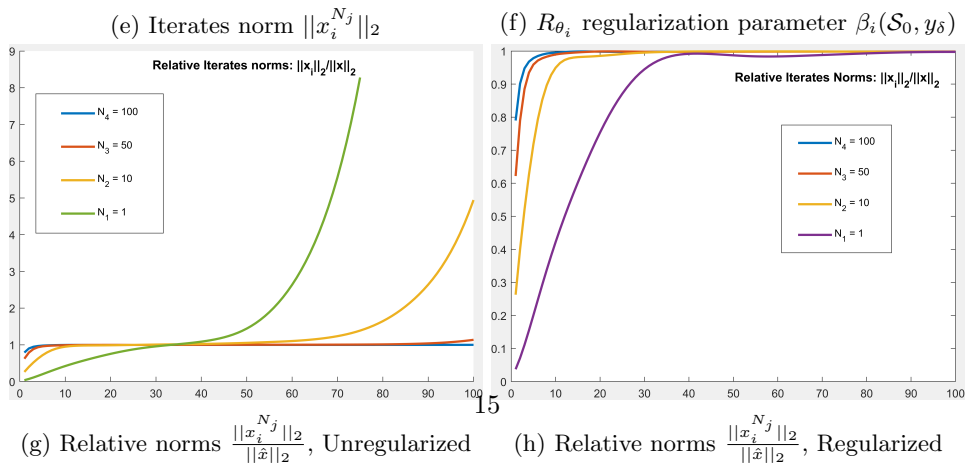 (e) Iterates norm ||x_i^{N_j}||_2
(f) R_{θ_i} regularization parameter β_i(S_0, y_δ)
Relative Iterates norms: ||x_i||_2/||x||_2
N_4 = 100
N_3 = 50
N_2 = 10
N_1 = 1
9
8
7
6
5
4
3
2
1
0
0 10 20 30 40 50 60 70 80 90 100
Relative Iterates Norms: ||x_i||_2/||x||_2
N_4 = 100
N_3 = 50
N_2 = 10
N_1 = 1
1
0.9
0.8
0.7
0.6
0.5
0.4
0.3
0.2
0.1
0
0 10 20 30 40 50 60 70 80 90 100
15
(g) Relative norms \frac{||x_i^{N_j}||_2}{||\hat{x}||_2}, Unregularized
(h) Relative norms \frac{||x_i^{N_j}||_2}{||\hat{x}||_2}, Regularized